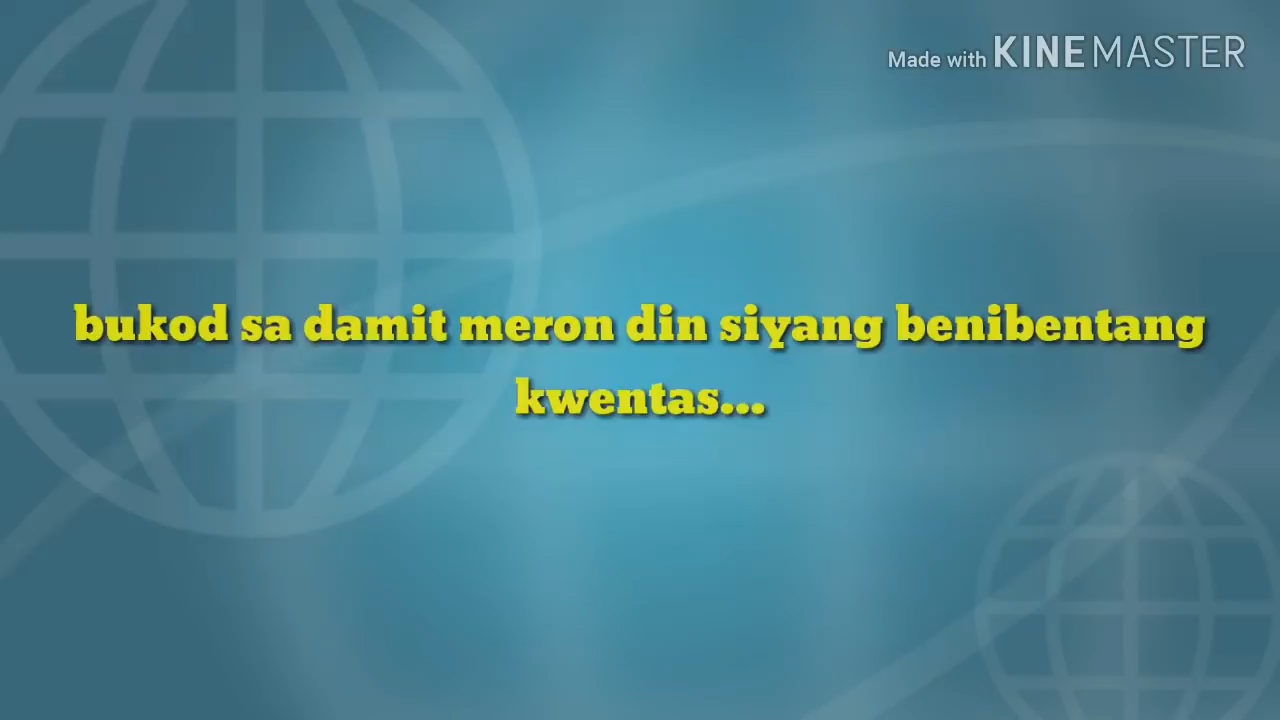 Made with KINEMASTER
bukod sa damit meron din siyang benibentang
kwentas...